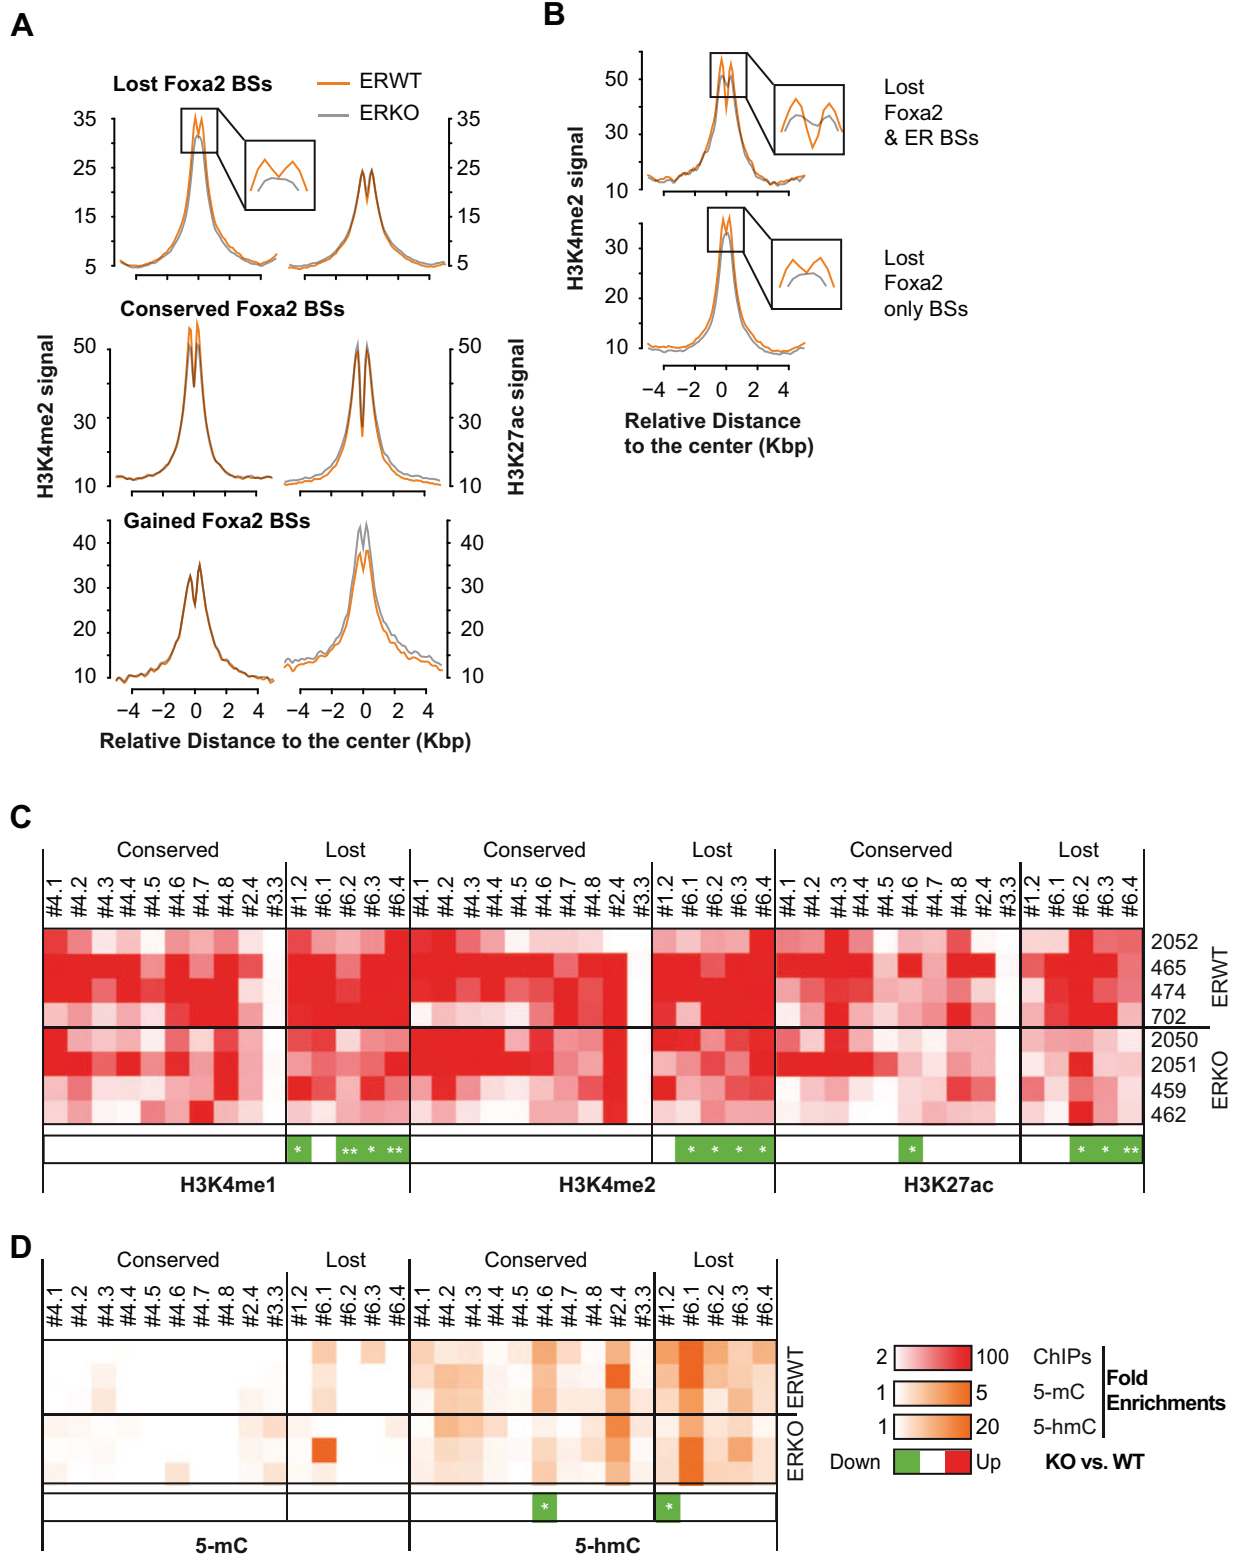 A
B
Lost Foxa2 BSs
ERWT
ERKO
35
25
15
5
35
25
15
5
Conserved Foxa2 BSs
50
30
10
50
30
10
H3K4me2 signal
H3K27ac signal
Gained Foxa2 BSs
40
30
20
10
40
30
20
10
−4 −2 0 2 4
−4 −2 0 2 4
Relative Distance to the center (Kbp)
50
30
10
Lost
Foxa2
& ER BSs
H3K4me2 signal
30
20
10
Lost
Foxa2
only BSs
−4 −2 0 2 4
Relative Distance
to the center (Kbp)
C
Conserved Lost Conserved Lost Conserved Lost
#4.1 #4.2 #4.3 #4.4 #4.5 #4.6 #4.7 #4.8 #2.4 #3.3 #1.2 #6.1 #6.2 #6.3 #6.4 #4.1 #4.2 #4.3 #4.4 #4.5 #4.6 #4.7 #4.8 #2.4 #3.3 #1.2 #6.1 #6.2 #6.3 #6.4 #4.1 #4.2 #4.3 #4.4 #4.5 #4.6 #4.7 #4.8 #2.4 #3.3 #1.2 #6.1 #6.2 #6.3 #6.4
2052
465
474
702
ERWT
2050
2051
459
462
ERKO
* ** * ** * * * * * * * **
H3K4me1 H3K4me2 H3K27ac
D
Conserved Lost Conserved Lost
#4.1 #4.2 #4.3 #4.4 #4.5 #4.6 #4.7 #4.8 #2.4 #3.3 #1.2 #6.1 #6.2 #6.3 #6.4 #4.1 #4.2 #4.3 #4.4 #4.5 #4.6 #4.7 #4.8 #2.4 #3.3 #1.2 #6.1 #6.2 #6.3 #6.4
ERWT
ERKO
* *
5-mC 5-hmC
2 100 ChIPs
1 5 5-mC
1 20 5-hmC
Fold
Enrichments
Down Up KO vs. WT